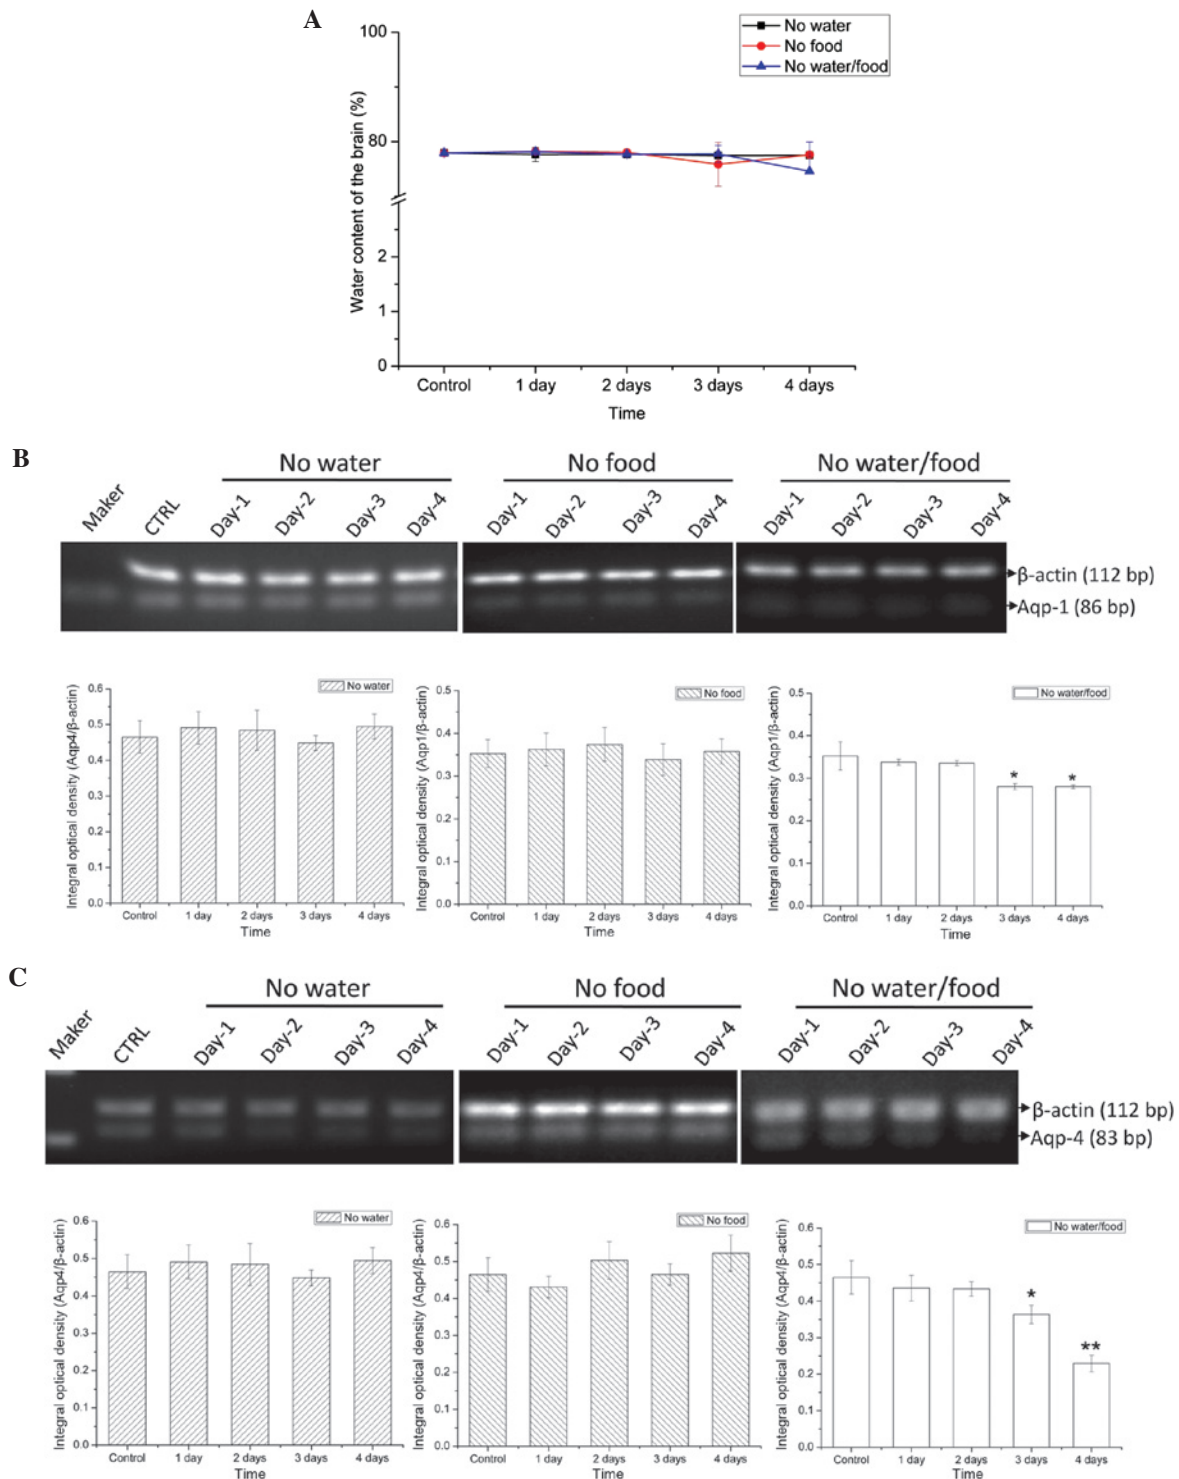 A
No water
No food
No water/food
Water content of the brain (%)
100
80
2
1
0
Control 1 day 2 days 3 days 4 days
Time
B
No water No food No water/food
Maker CTRL Day-1 Day-2 Day-3 Day-4 Day-1 Day-2 Day-3 Day-4 Day-1 Day-2 Day-3 Day-4
β-actin (112 bp)
Aqp-1 (86 bp)
No water
Integral optical density (Aqp4/β-actin)
0.6
0.5
0.4
0.3
0.2
0.1
0.0
Control 1 day 2 days 3 days 4 days
Time
No food
Integral optical density (Aqp1/β-actin)
0.5
0.4
0.3
0.2
0.1
0.0
Control 1 day 2 days 3 days 4 days
Time
No water/food
Integral optical density (Aqp1/β-actin)
0.5
0.4
0.3
0.2
0.1
0.0
* *
Control 1 day 2 days 3 days 4 days
Time
C
No water No food No water/food
Maker CTRL Day-1 Day-2 Day-3 Day-4 Day-1 Day-2 Day-3 Day-4 Day-1 Day-2 Day-3 Day-4
β-actin (112 bp)
Aqp-4 (83 bp)
No water
Integral optical density (Aqp4/β-actin)
0.6
0.5
0.4
0.3
0.2
0.1
0.0
Control 1 day 2 days 3 days 4 days
Time
No food
Integral optical density (Aqp4/β-actin)
0.6
0.5
0.4
0.3
0.2
0.1
0.0
Control 1 day 2 days 3 days 4 days
Time
No water/food
Integral optical density (Aqp4/β-actin)
0.6
0.5
0.4
0.3
0.2
0.1
0.0
* **
Control 1 day 2 days 3 days 4 days
Time